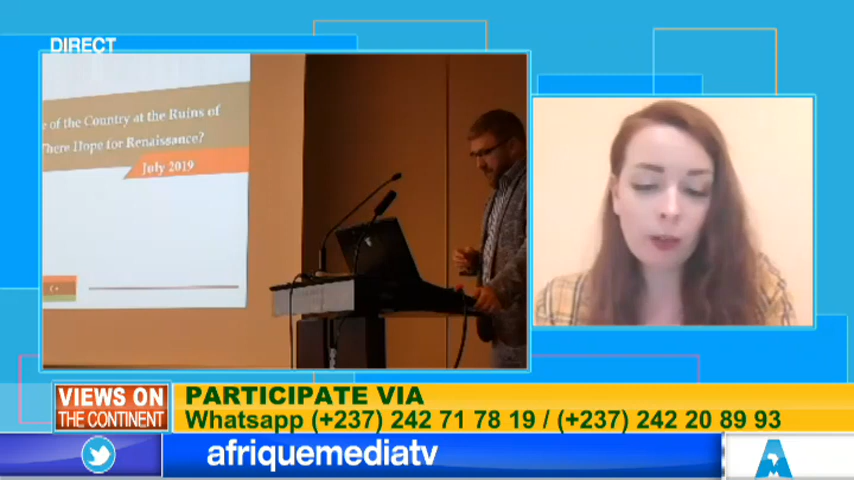 DIRECT
of the Country at the Ruins of
There Hope for Renaissance?
July 2019
VIEWS ON
THE CONTINENT
PARTICIPATE VIA
Whatsapp (+237) 242 71 78 19 / (+237) 242 20 89 93
afriquemediatv
A